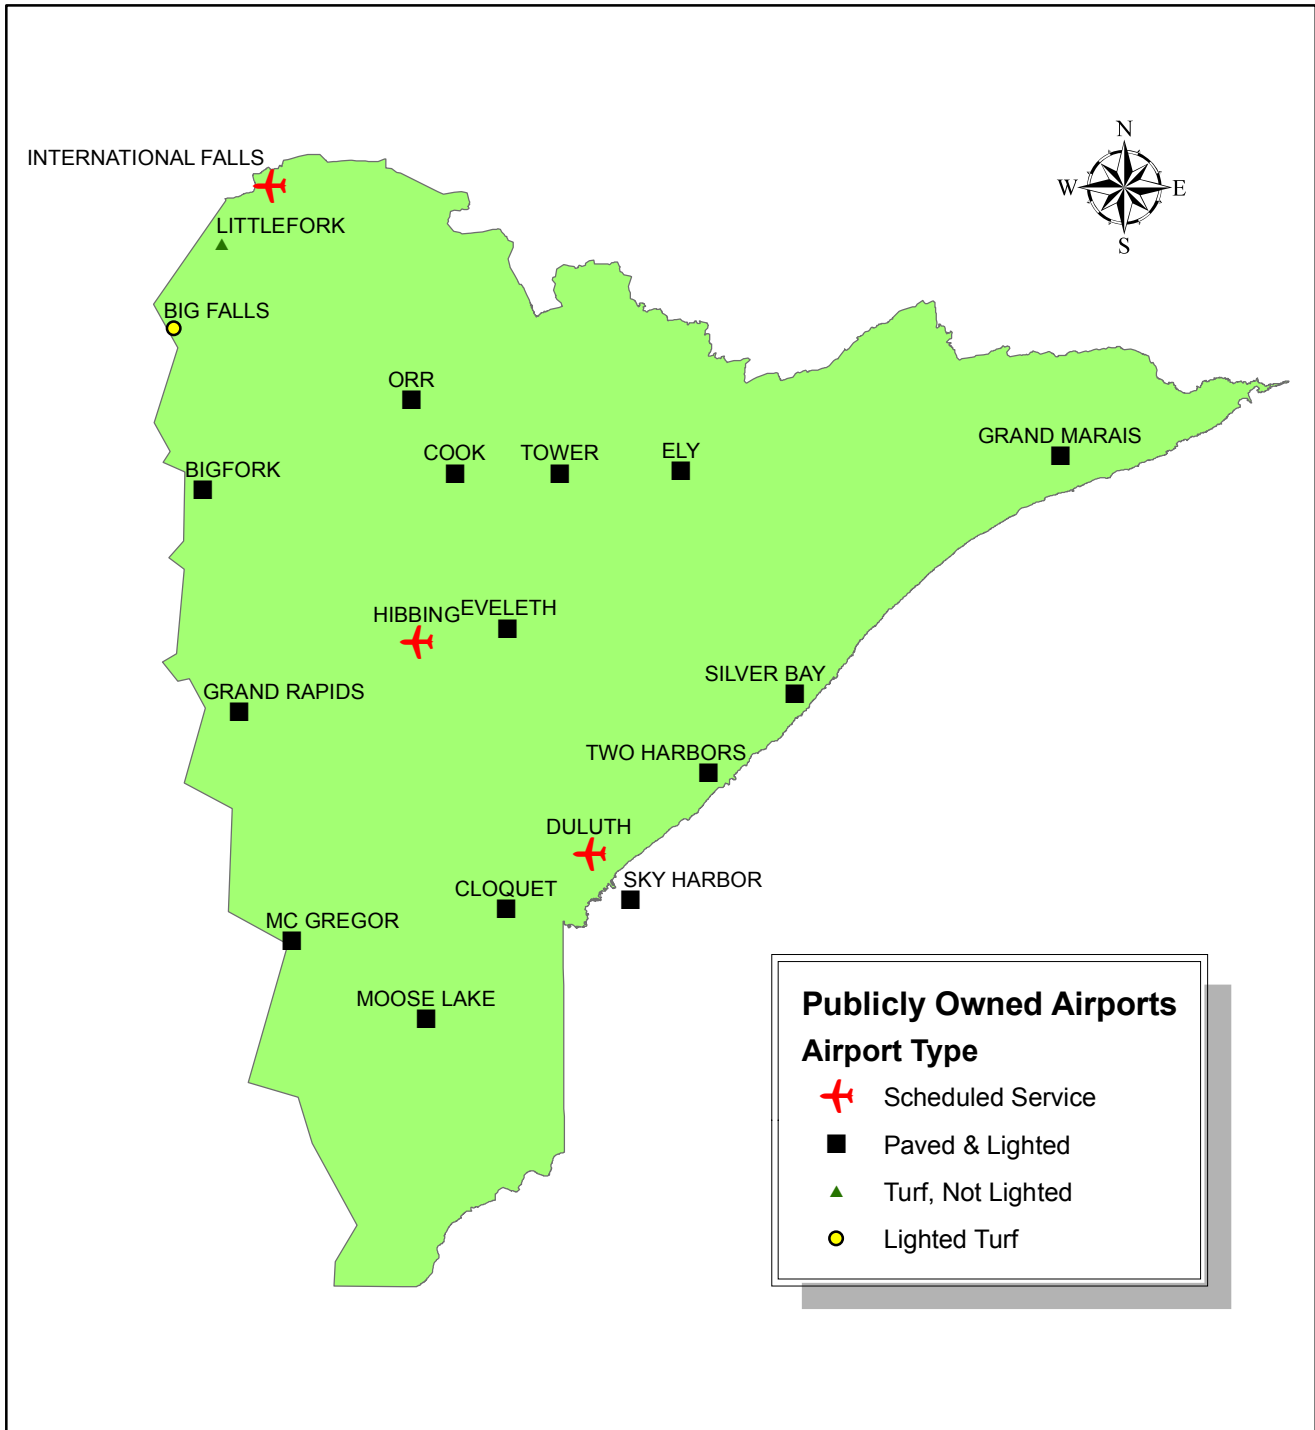 N
INTERNATIONAL FALLS
W
E
LITTLEFORK
S
BIG FALLS
ORR
GRAND MARAIS
COOK
TOWER
ELY
BIGFORK
HIBBING
EVELETH
SILVER BAY
GRAND RAPIDS
TWO HARBORS
DULUTH
SKY HARBOR
CLOQUET
MC GREGOR
MOOSE LAKE
Publicly Owned Airports
Airport Type
Scheduled Service
Paved & Lighted
Turf, Not Lighted
Lighted Turf